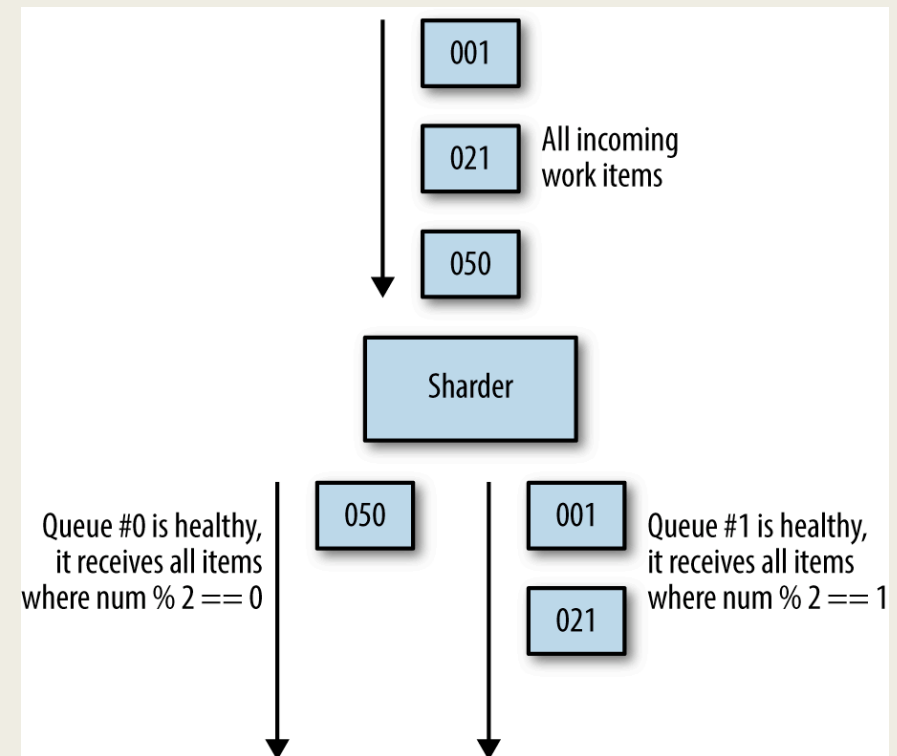 001
021
All incoming
work items
050
Sharder
050
001
Queue #0 is healthy,
it receives all items
where num % 2 == 0
Queue #1 is healthy,
it receives all items
where num % 2 == 1
021